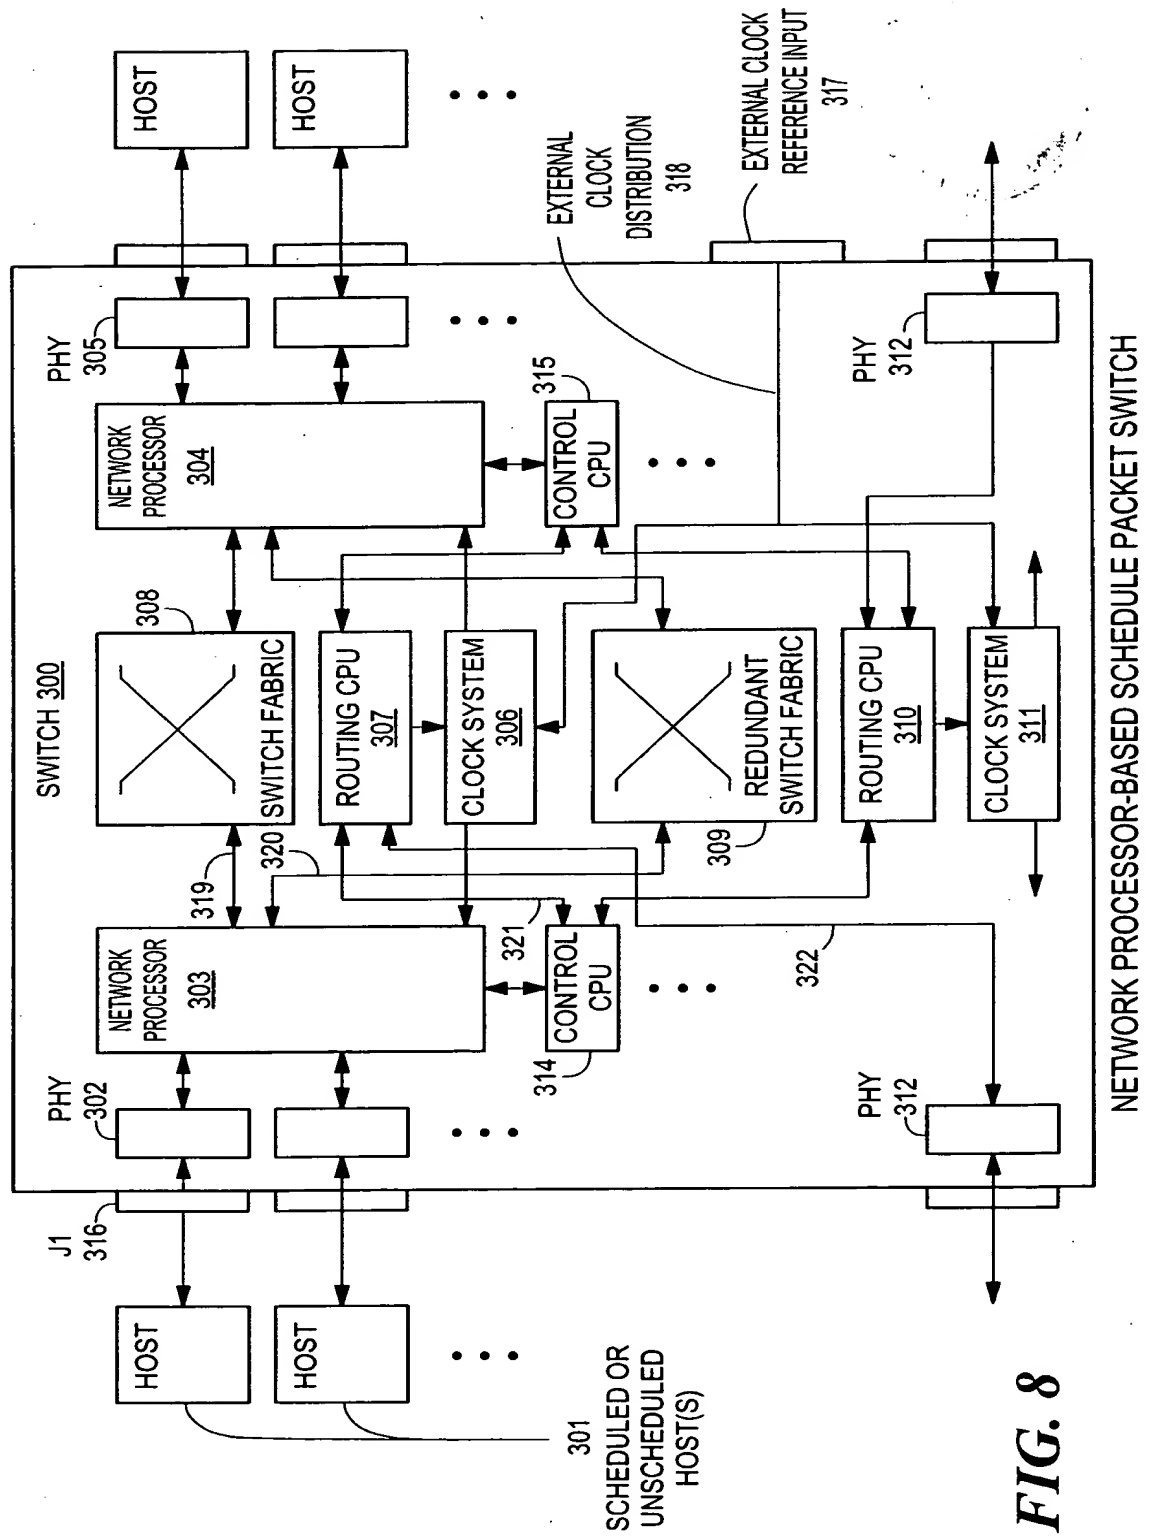 SWITCH 300
HOST
HOST
SCHEDULED OR
UNSCHEDULED
HOST(S)
301
J1
316
PHY
302
NETWORK
PROCESSOR
303
319
320
308
SWITCH FABRIC
ROUTING CPU
307
CLOCK SYSTEM
306
321
CONTROL
CPU
314
322
REDUNDANT
SWITCH FABRIC
309
ROUTING CPU
310
CLOCK SYSTEM
311
PHY
312
NETWORK
PROCESSOR
304
CONTROL
CPU
315
PHY
305
HOST
HOST
EXTERNAL
CLOCK
DISTRIBUTION
318
EXTERNAL CLOCK
REFERENCE INPUT
317
PHY
312
NETWORK PROCESSOR-BASED SCHEDULE PACKET SWITCH
FIG. 8